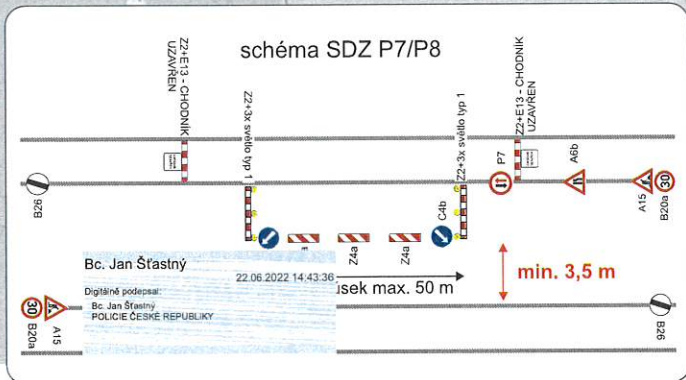 schéma SDZ P7/P8
Z2+E13 - CHODNÍK
UZAVŘEN
Z2+3x světlo typ 1
Z2+3x světlo typ 1
Z2+E13 - CHODNÍK
UZAVŘEN
P7
A6b
A15
30
B20a
B26
C4b
Z4a
Z4a
min. 3,5 m
úsek max. 50 m
Bc. Jan Šťastný
22.06.2022 14:43:36
Digitálně podepsal:
Bc. Jan Šťastný
POLICIE ČESKÉ REPUBLIKY
30
B20a
A15
B26